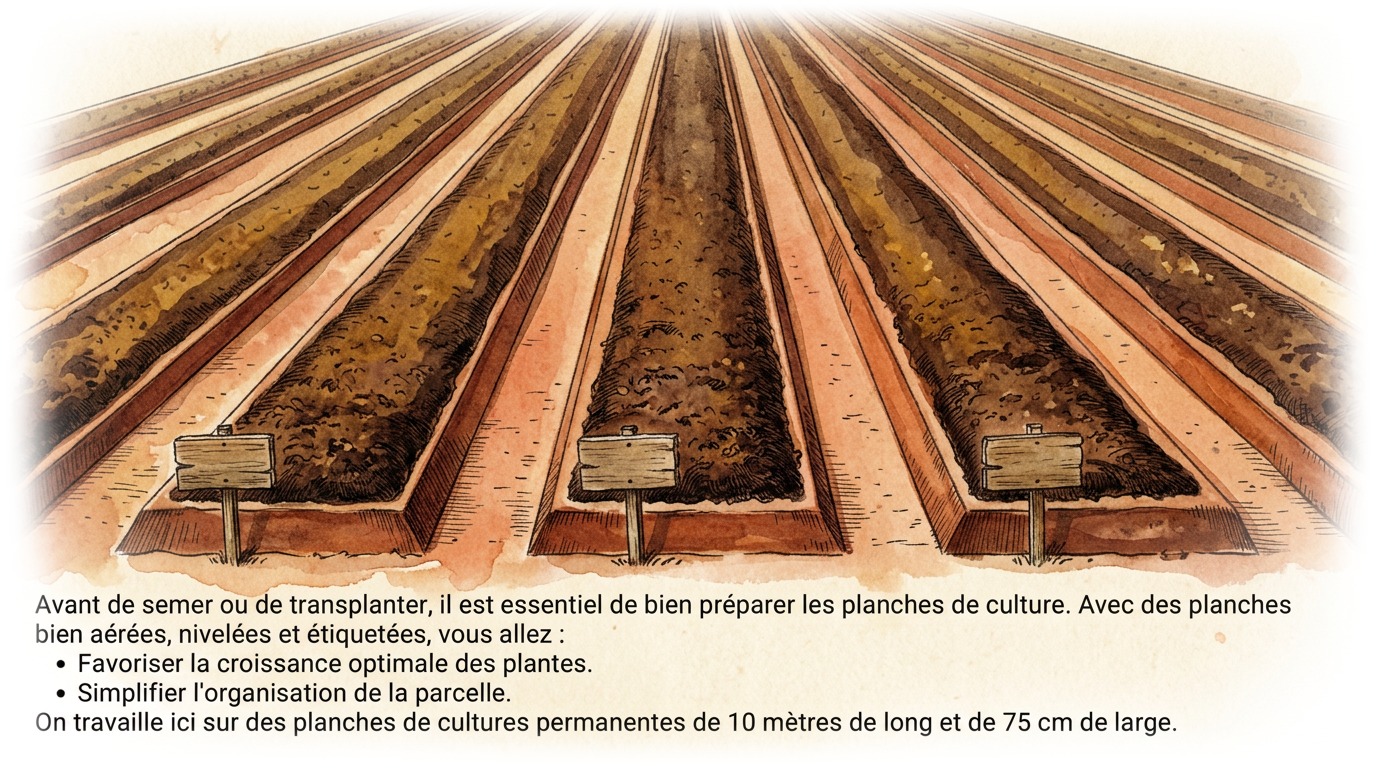 Avant de semer ou de transplanter, il est essentiel de bien préparer les planches de culture. Avec des planches
bien aérées, nivelées et étiquetées, vous allez :
• Favoriser la croissance optimale des plantes.
• Simplifier l'organisation de la parcelle.
On travaille ici sur des planches de cultures permanentes de 10 mètres de long et de 75 cm de large.